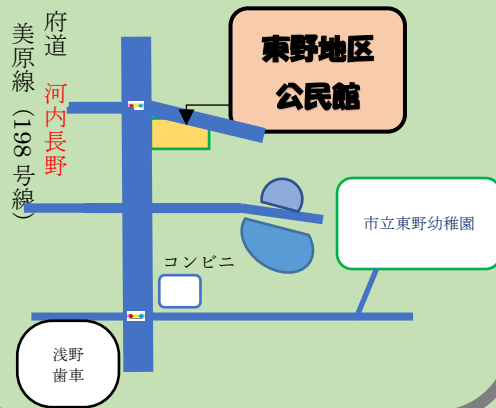 府道 河内長野
美原線（198号線）
東野地区
公民館
市立東野幼稚園
コンビニ
浅野
歯車